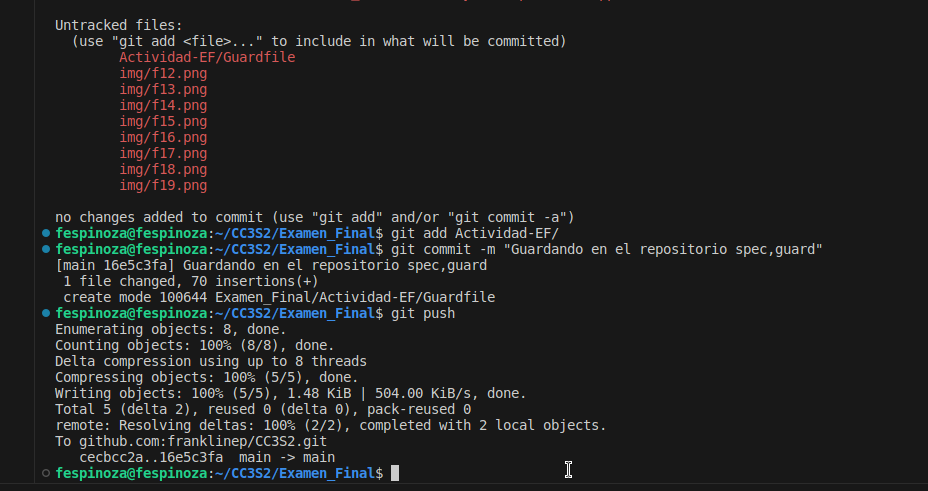 Untracked files:
  (use "git add <file>..." to include in what will be committed)
        Actividad-EF/Guardfile
        img/f12.png
        img/f13.png
        img/f14.png
        img/f15.png
        img/f16.png
        img/f17.png
        img/f18.png
        img/f19.png

no changes added to commit (use "git add" and/or "git commit -a")
fespinoza@fespinoza:~/CC3S2/Examen_Final$ git add Actividad-EF/
fespinoza@fespinoza:~/CC3S2/Examen_Final$ git commit -m "Guardando en el repositorio spec,guard"
[main 16e5c3fa] Guardando en el repositorio spec,guard
 1 file changed, 70 insertions(+)
 create mode 100644 Examen_Final/Actividad-EF/Guardfile
fespinoza@fespinoza:~/CC3S2/Examen_Final$ git push
Enumerating objects: 8, done.
Counting objects: 100% (8/8), done.
Delta compression using up to 8 threads
Compressing objects: 100% (5/5), done.
Writing objects: 100% (5/5), 1.48 KiB | 504.00 KiB/s, done.
Total 5 (delta 2), reused 0 (delta 0), pack-reused 0
remote: Resolving deltas: 100% (2/2), completed with 2 local objects.
To github.com:franklinep/CC3S2.git
   cecbcc2a..16e5c3fa  main -> main
fespinoza@fespinoza:~/CC3S2/Examen_Final$